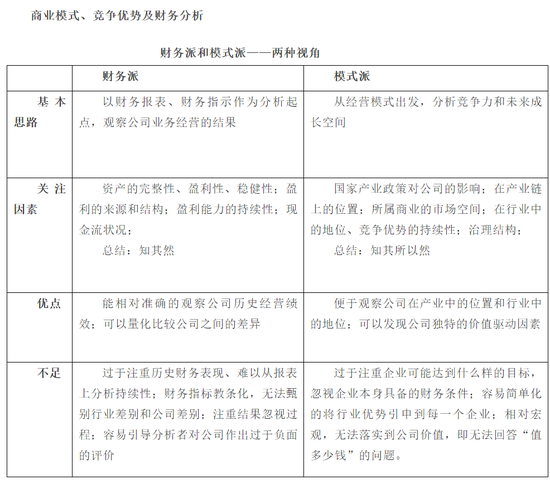 商业模式、竞争优势及财务分析
财务派和模式派——两种视角
财务派 模式派
基本 以财务报表、财务指示作为分析起 从经营模式出发，分析竞争力和未来成
思路 点，观察公司业务经营的结果 长空间
关注 资产的完整性、盈利性、稳健性；盈 国家产业政策对公司的影响；在产业链
因素 利的来源和结构；盈利能力的持续性；现 上的位置；所属商业的市场空间；在行业中
金流状况； 的地位、竞争优势的持续性；治理结构；
总结：知其然 总结：知其所以然
优点 能相对准确的观察公司历史经营绩 便于观察公司在产业中的位置和行业中
效；可以量化比较公司之间的差异 的地位；可以发现公司独特的价值驱动因素
不足 过于注重历史财务表现、难以从报表 过于注重企业可能达到什么样的目标，
上分析持续性；财务指标教条化，无法甄 忽视企业本身具备的财务条件；容易简单化
别行业差别和公司差别；注重结果忽视过 的将行业优势引申到每一个企业；相对宏
程；容易引导分析者对公司作出过于负面 观，无法落实到公司价值，即无法回答“值
的评价 多少钱”的问题。